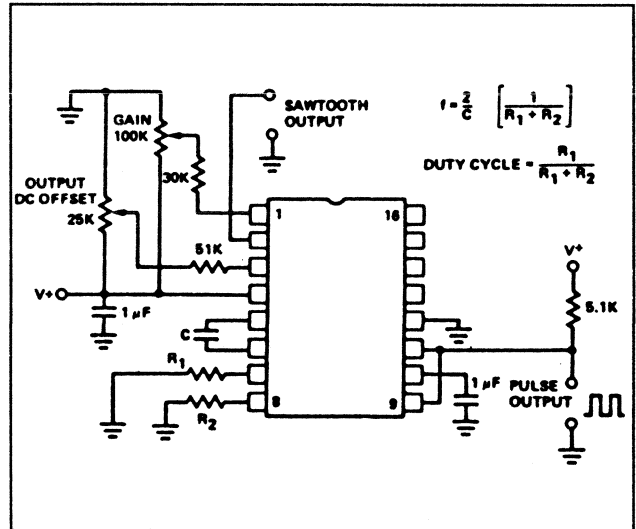 GAIN
100K
SAWTOOTH
OUTPUT
f = 2/C [1/(R1 + R2)]
DUTY CYCLE = R1/(R1 + R2)
30K
OUTPUT
DC OFFSET
25K
1
16
51K
V+
V+
5.1K
1 μF
C
R1
1 μF
PULSE
OUTPUT
R2
8
9